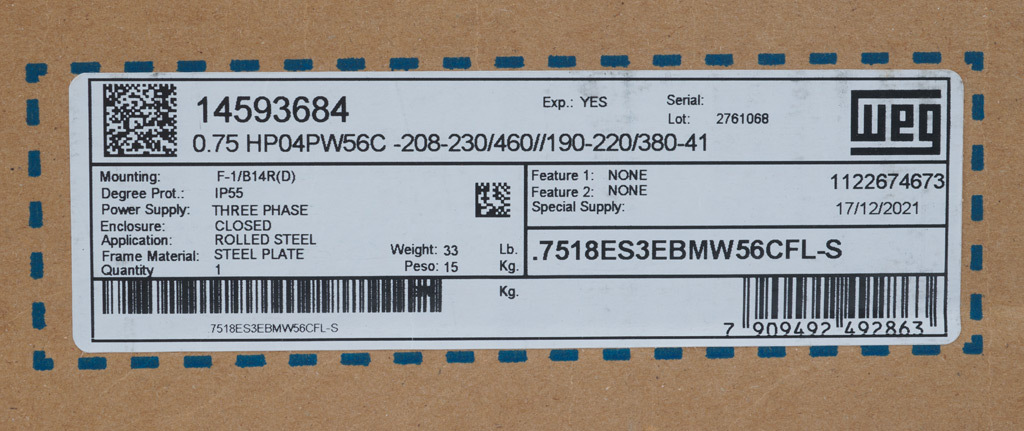 14593684
Exp.: YES
Serial:
Lot: 2761068
weg
0.75 HP04PW56C -208-230/460//190-220/380-41
Mounting: F-1/B14R(D)
Degree Prot.: IP55
Power Supply: THREE PHASE
Enclosure: CLOSED
Application: ROLLED STEEL
Frame Material: STEEL PLATE
Quantity 1
Weight: 33 Lb.
Peso: 15 Kg.
Feature 1: NONE
Feature 2: NONE
Special Supply:
1122674673
17/12/2021
.7518ES3EBMW56CFL-S
Kg.
7518ES3EBMW56CFL-S
7 909492 492863